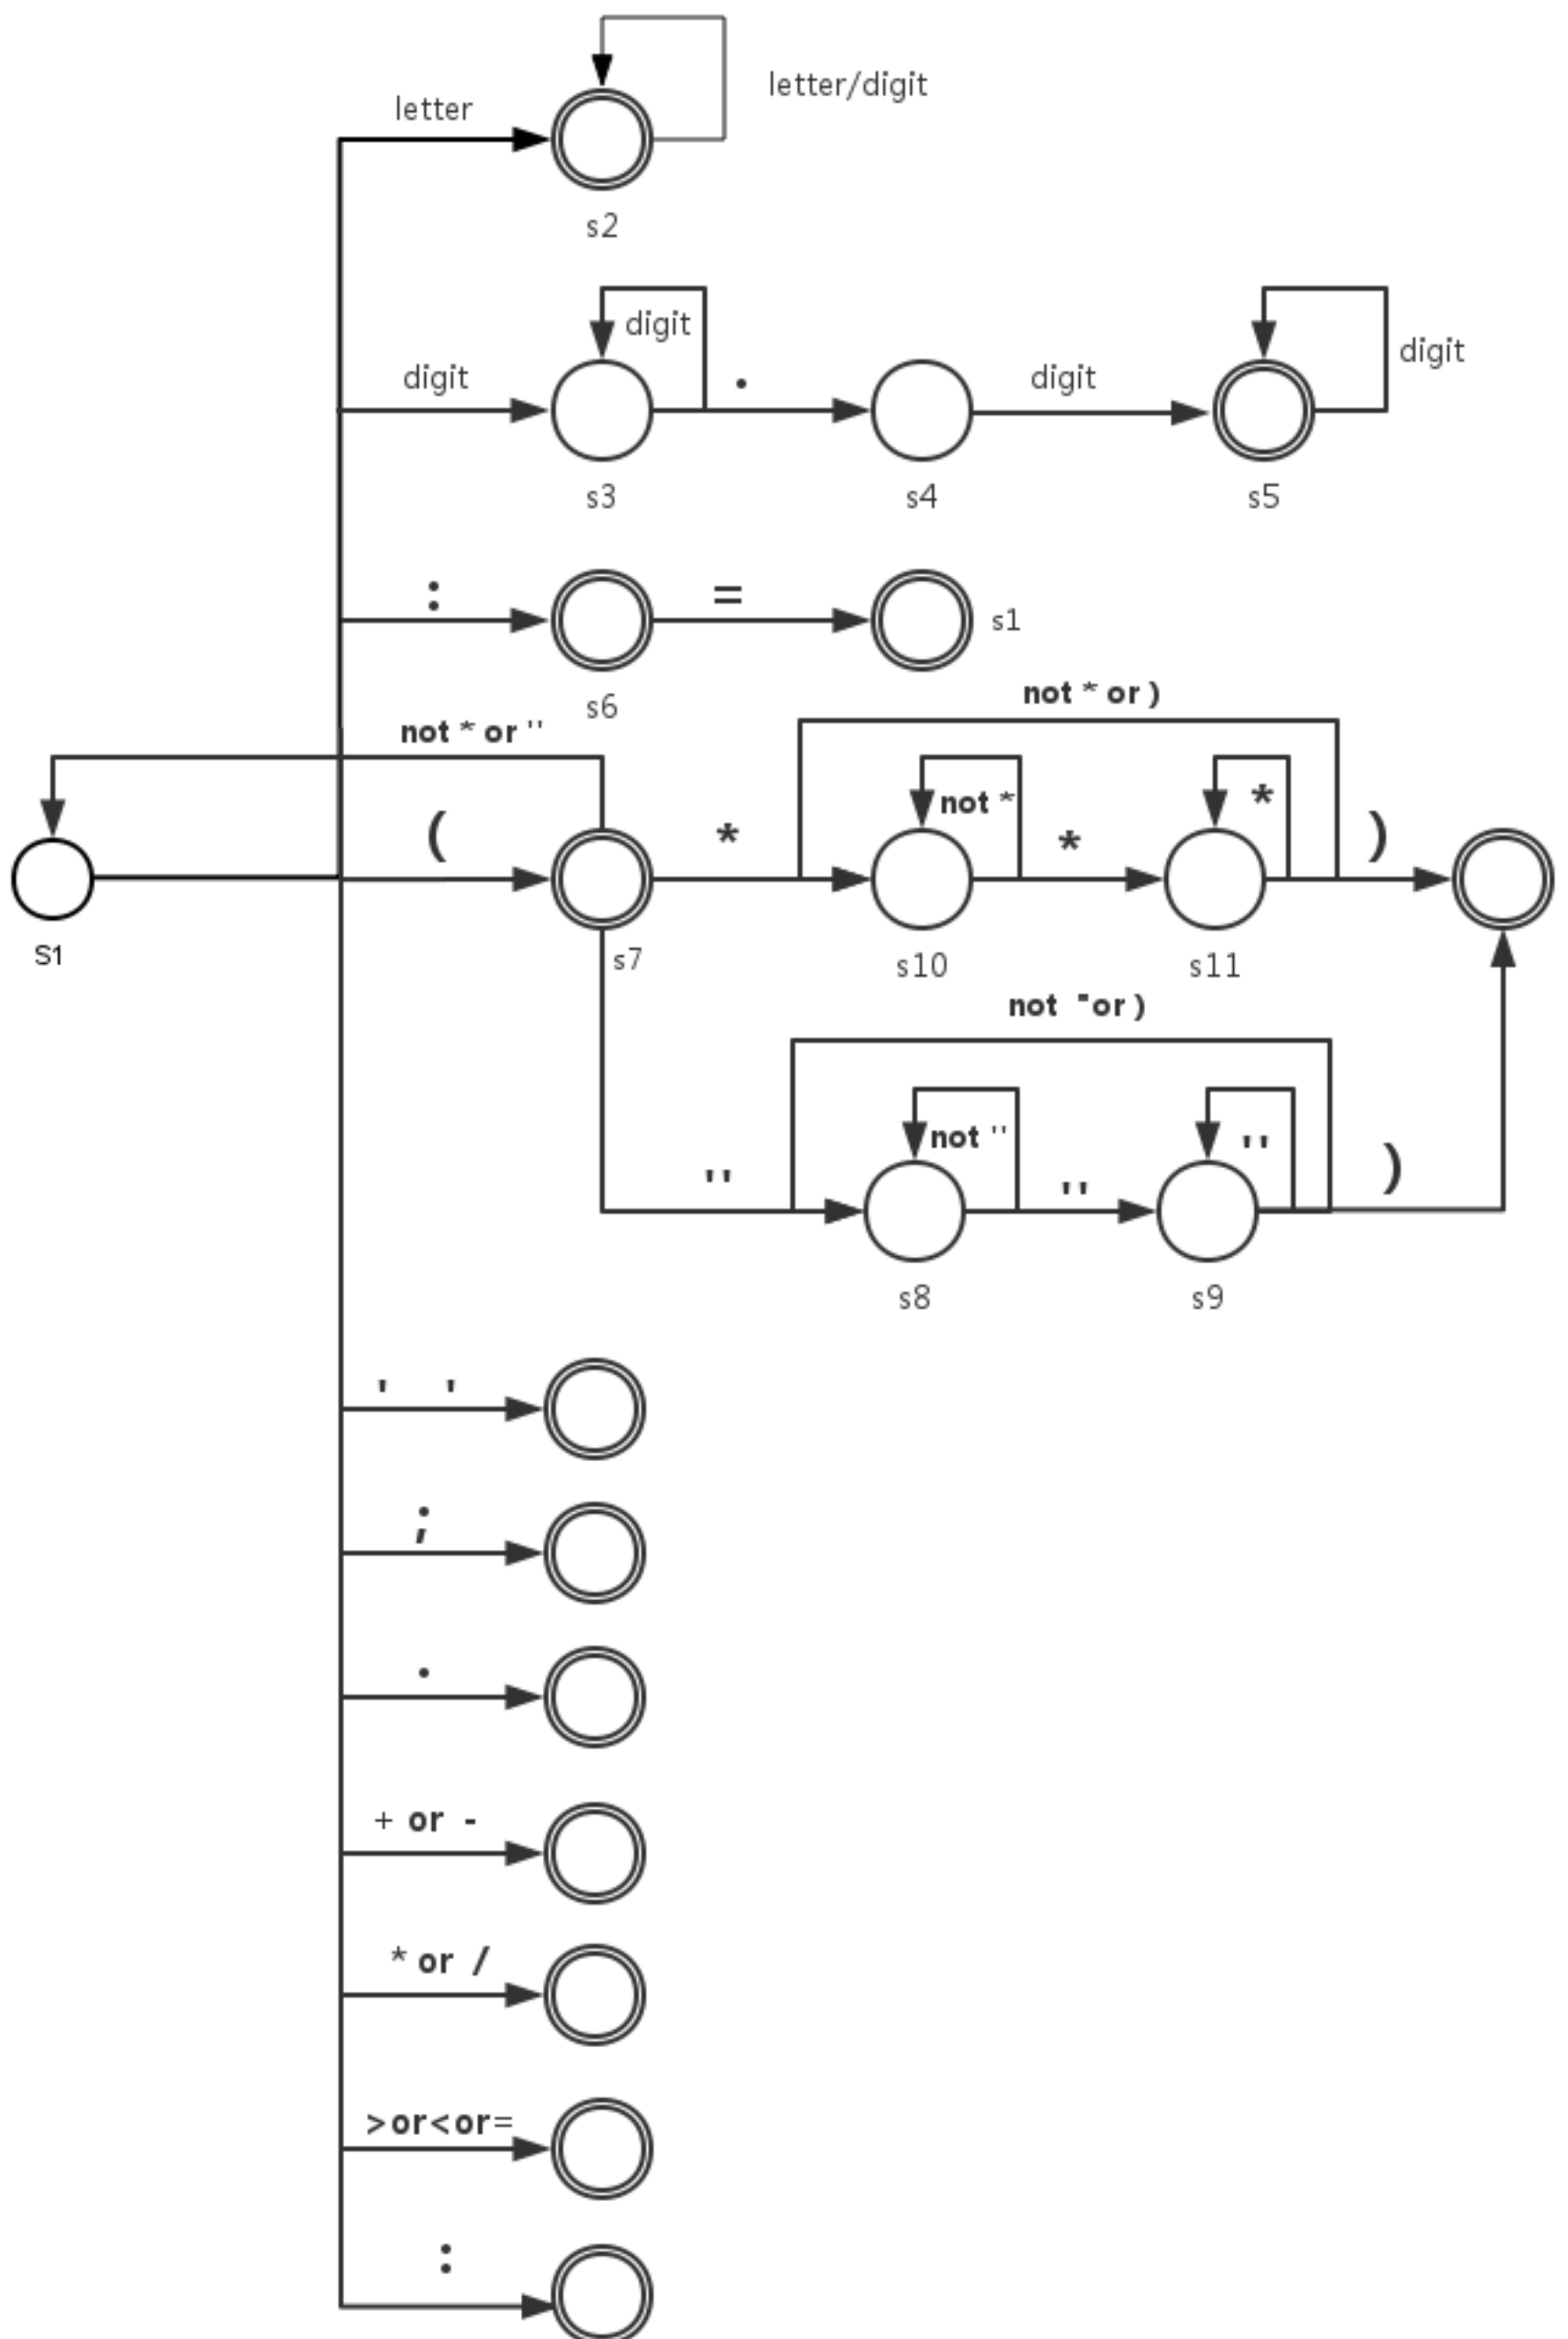 letter/digit
letter
s2
digit
digit
.
digit
digit
s3
s4
s5
:
=
s1
s6
not * or )
not * or ''
(
*
not *
*
*
)
S1
s7
s10
s11
not "or )
not ''
''
''
''
)
s8
s9
' '
;
.
+ or -
* or /
>or<or=
: